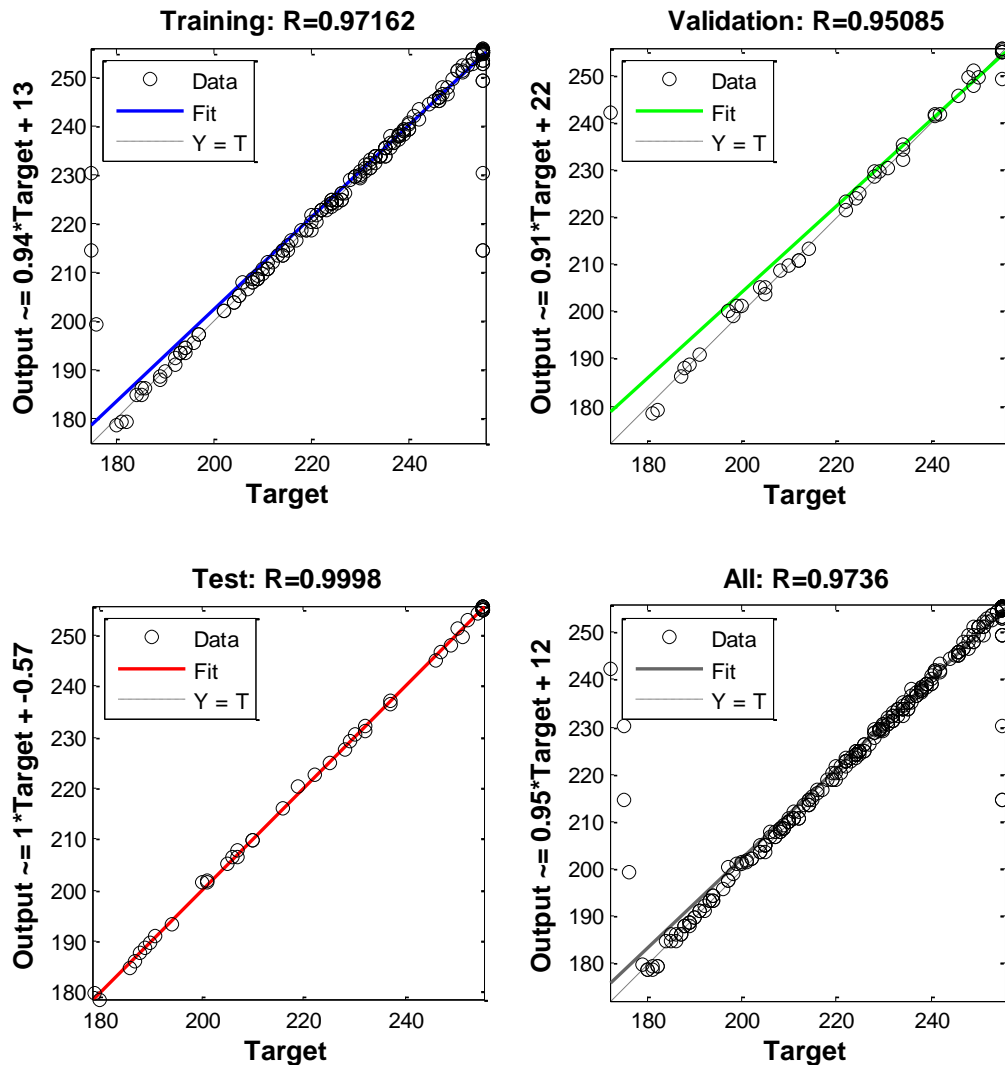 Training: R=0.97162
Output ~= 0.94*Target + 13
250
240
230
220
210
200
190
180
Data
Fit
Y = T
180 200 220 240
Target
Validation: R=0.95085
Output ~= 0.91*Target + 22
250
240
230
220
210
200
190
180
Data
Fit
Y = T
180 200 220 240
Target
Test: R=0.9998
Output ~= 1*Target + -0.57
250
240
230
220
210
200
190
180
Data
Fit
Y = T
180 200 220 240
Target
All: R=0.9736
Output ~= 0.95*Target + 12
250
240
230
220
210
200
190
180
Data
Fit
Y = T
180 200 220 240
Target